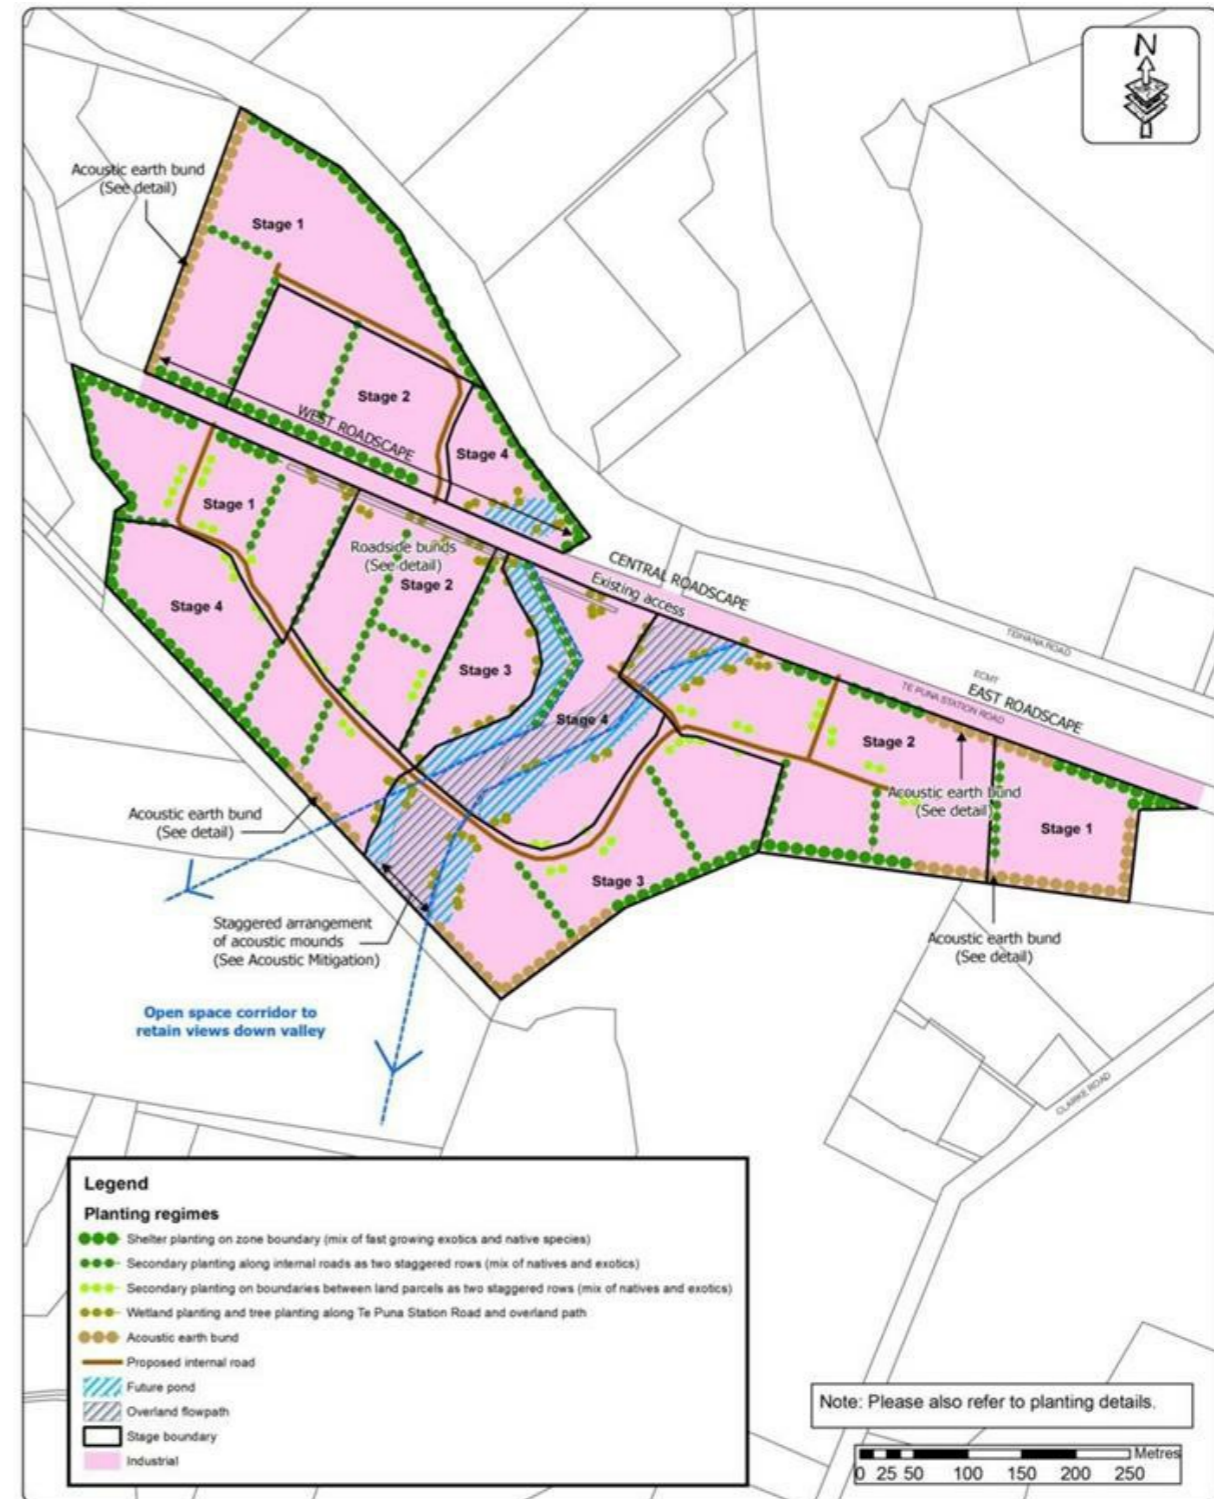 N
Acoustic earth bund
(See detail)
Stage 1
Stage 2
WEST ROADSCAPE
Stage 4
Stage 1
Roadside bunds
(See detail)
Stage 2
CENTRAL ROADSCAPE
Existing access
Stage 4
Stage 3
TEIHANA ROAD
ECMT
EAST ROADSCAPE
TE PUNA STATION ROAD
Stage 4
Stage 2
Acoustic earth bund
(See detail)
Acoustic earth bund
(See detail)
Stage 1
Stage 3
Staggered arrangement
of acoustic mounds
(See Acoustic Mitigation)
Acoustic earth bund
(See detail)
Open space corridor to
retain views down valley
CLARKE ROAD
Legend
Planting regimes
Shelter planting on zone boundary (mix of fast growing exotics and native species)
Secondary planting along internal roads as two staggered rows (mix of natives and exotics)
Secondary planting on boundaries between land parcels as two staggered rows (mix of natives and exotics)
Wetland planting and tree planting along Te Puna Station Road and overland path
Acoustic earth bund
Proposed internal road
Future pond
Overland flowpath
Stage boundary
Industrial
Note: Please also refer to planting details.
Metres
0 25 50 100 150 200 250